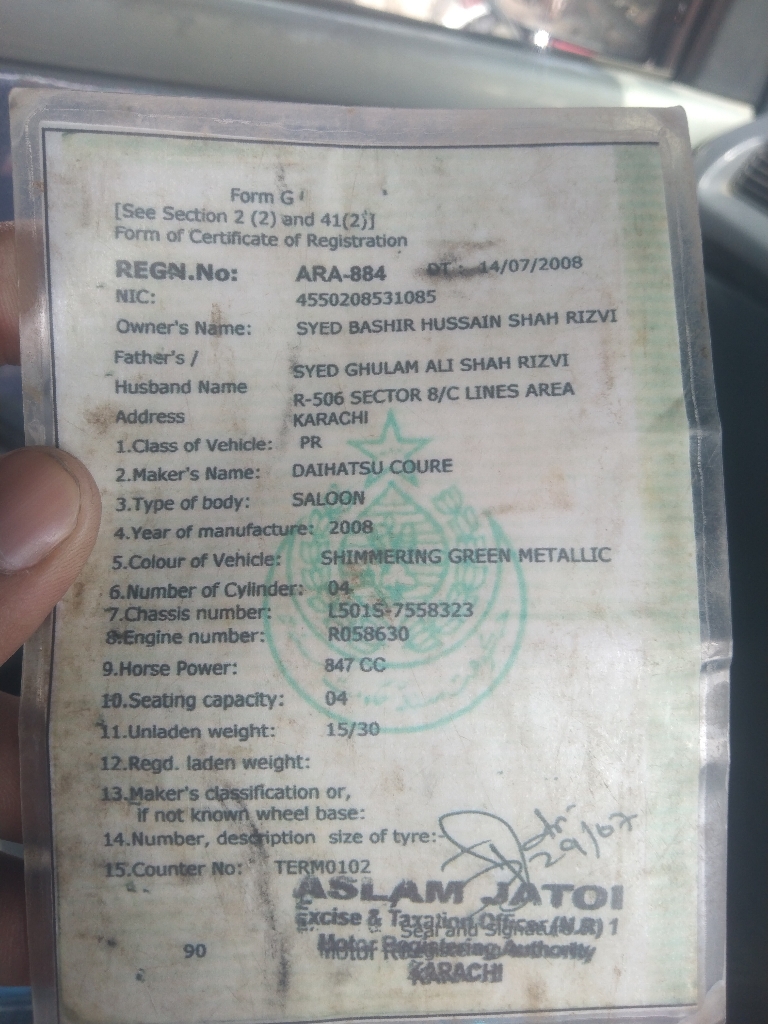 Form G
[See Section 2 (2) and 41(2)]
Form of Certificate of Registration
REGN.No: ARA-884 DT : 14/07/2008
NIC: 4550208531085
Owner's Name: SYED BASHIR HUSSAIN SHAH RIZVI
Father's /
Husband Name SYED GHULAM ALI SHAH RIZVI
Address R-506 SECTOR 8/C LINES AREA
KARACHI
1.Class of Vehicle: PR
2.Maker's Name: DAIHATSU COURE
3.Type of body: SALOON
4.Year of manufacture: 2008
5.Colour of Vehicle: SHIMMERING GREEN METALLIC
6.Number of Cylinder: 04
7.Chassis number: L501S-7558323
8.Engine number: R058630
9.Horse Power: 847 CC
10.Seating capacity: 04
11.Unladen weight: 15/30
12.Regd. laden weight:
13.Maker's classification or,
if not known wheel base:
14.Number, description size of tyre:-
29/07
15.Counter No: TERM0102
ASLAM JATOI
Excise & Taxation Officer (M.R) 1
Seal and Signature
Motor Registering Authority
90 KARACHI